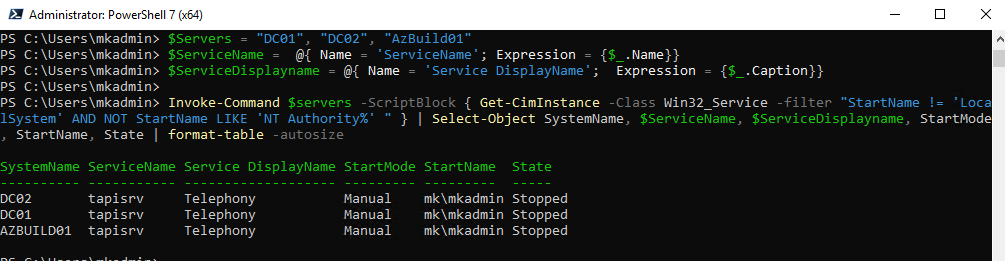 Administrator: PowerShell 7 (x64)
PS C:\Users\mkadmin> $Servers = "DC01", "DC02", "AzBuild01"
PS C:\Users\mkadmin> $ServiceName =  @{ Name = 'ServiceName'; Expression = {$_.Name}}
PS C:\Users\mkadmin> $ServiceDisplayname = @{ Name = 'Service DisplayName';  Expression = {$_.Caption}}
PS C:\Users\mkadmin>
PS C:\Users\mkadmin> Invoke-Command $servers -ScriptBlock { Get-CimInstance -Class Win32_Service -filter "StartName != 'Loca
lSystem' AND NOT StartName LIKE 'NT Authority%' " } | Select-Object SystemName, $ServiceName, $ServiceDisplayname, StartMode
, StartName, State | format-table -autosize
SystemName ServiceName Service DisplayName StartMode StartName  State
---------- ----------- ------------------- --------- ---------  -----
DC02       tapisrv     Telephony           Manual    mk\mkadmin Stopped
DC01       tapisrv     Telephony           Manual    mk\mkadmin Stopped
AZBUILD01  tapisrv     Telephony           Manual    mk\mkadmin Stopped
PS C:\Users\mkadmin>